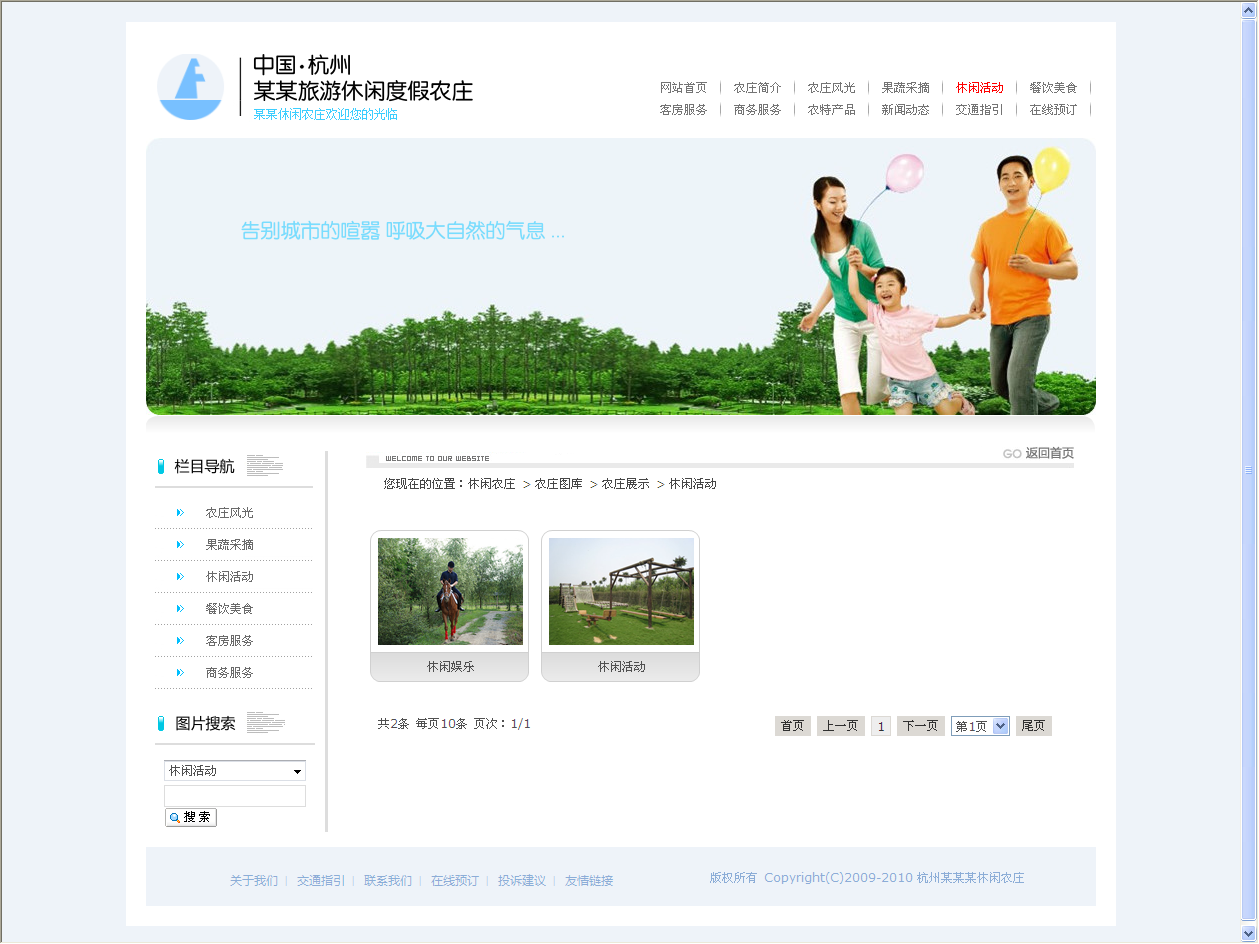 中国·杭州
某某旅游休闲度假农庄
某某休闲农庄欢迎您的光临
网站首页 农庄简介 农庄风光 果蔬采摘 休闲活动 餐饮美食
客房服务 商务服务 农特产品 新闻动态 交通指引 在线预订
告别城市的喧嚣 呼吸大自然的气息 ...
栏目导航
农庄风光
果蔬采摘
休闲活动
餐饮美食
客房服务
商务服务
图片搜索
休闲活动
搜 索
WELCOME TO OUR WEBSITE
GO 返回首页
您现在的位置：休闲农庄 > 农庄图库 > 农庄展示 > 休闲活动
休闲娱乐
休闲活动
共2条 每页10条 页次：1/1
首页 上一页 1 下一页 第1页 尾页
关于我们 | 交通指引 | 联系我们 | 在线预订 | 投诉建议 | 友情链接
版权所有 Copyright(C)2009-2010 杭州某某某休闲农庄